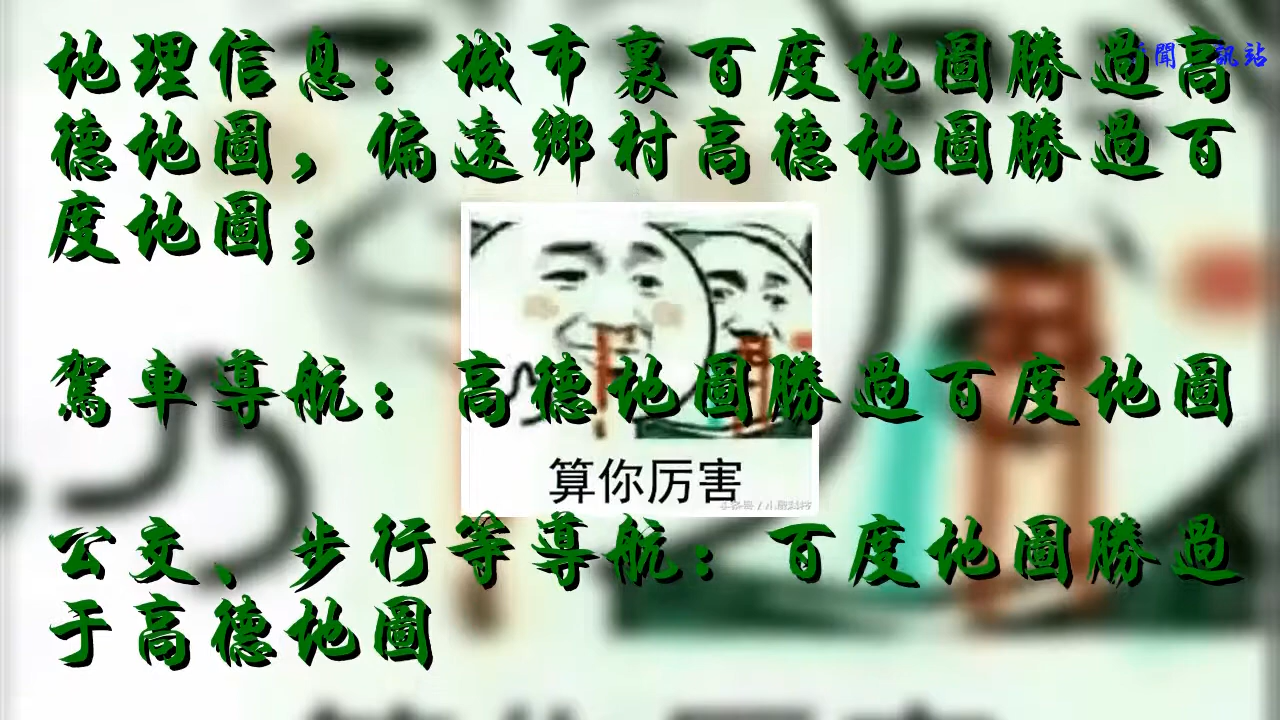 地理信息：城市裏百度地圖勝過高
德地圖，偏遠鄉村高德地圖勝過百
度地圖；
駕車導航：高德地圖勝過百度地圖
算你厉害
公交、步行等導航：百度地圖勝過
于高德地圖
聞
訊站